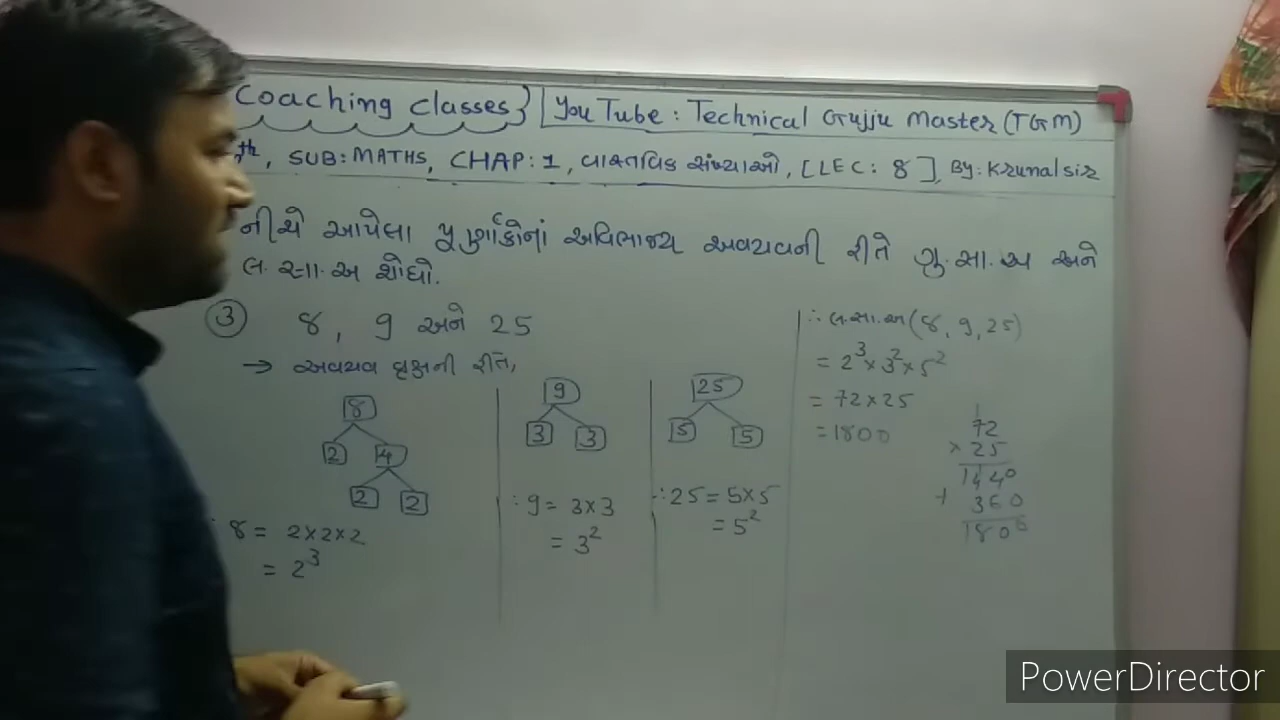 Coaching Classes} | YouTube : Technical Gujju Master (TGM)
th, SUB: MATHS, CHAP: 1, વાસ્તવિક સંખ્યાઓ, [LEC: 8], By: Krunal sir
નીચે આપેલા પૂર્ણાંકોનાં અવિભાજ્ય અવયવની રીતે ગુ.સા.અ અને
લ.સા.અ શોધો.
③ 8, 9 અને 25
→ અવયવ વૃક્ષની રીતે,
8
2 4
2 2
8 = 2×2×2
= 2³
9
3 3
∴ 9 = 3×3
= 3²
25
5 5
∴ 25 = 5×5
= 5²
∴ લ.સા.અ (8, 9, 25)
= 2³×3²×5²
= 72×25
= 1800
1
72
× 25
1440
+ 360
1800
PowerDirector